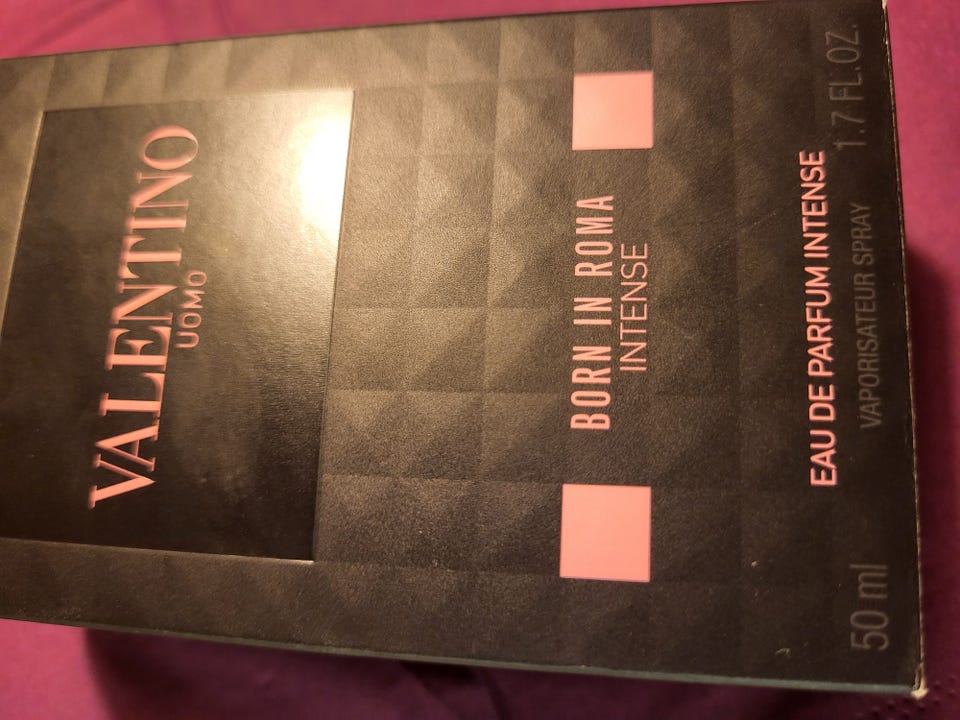 VALENTINO
UOMO
BORN IN ROMA
INTENSE
EAU DE PARFUM INTENSE
50 ml VAPORISATEUR SPRAY 1.7 FL.OZ.